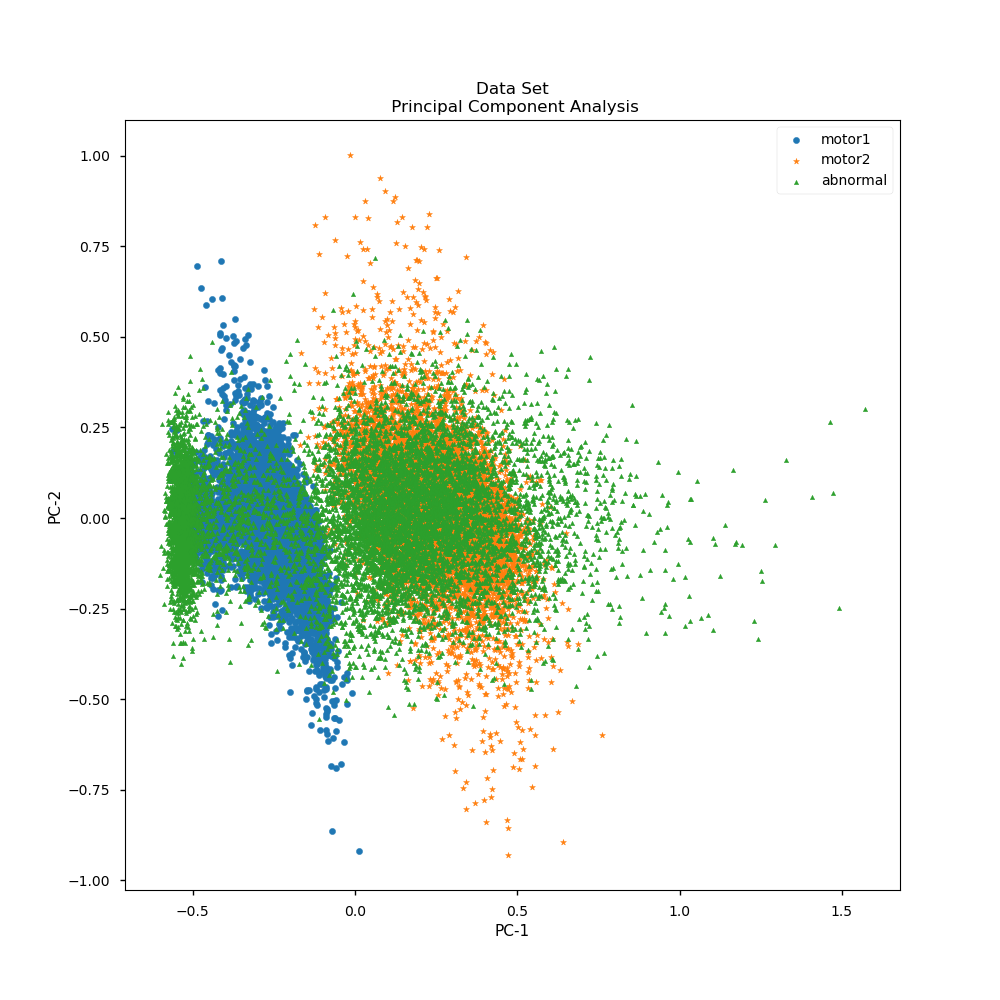 Data Set
Principal Component Analysis
motor1
motor2
abnormal
1.00
0.75
0.50
0.25
0.00
−0.25
−0.50
−0.75
−1.00
PC-2
−0.5
0.0
0.5
1.0
1.5
PC-1